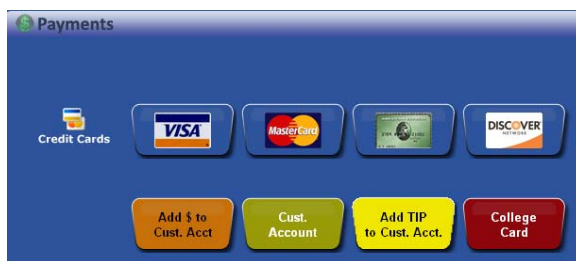 Payments
Credit Cards
VISA
MasterCard
DISCOVER
NETWORK
Add $ to
Cust. Acct
Cust.
Account
Add TIP
to Cust. Acct.
College
Card